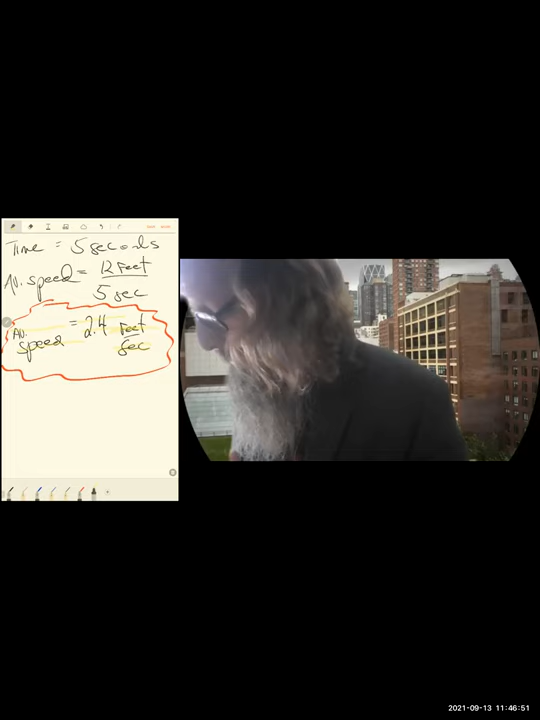 Time = 5 seconds
Av. speed = 12 Feet
5 sec
Av.
speed = 2.4 Feet
sec
2021-09-13 11:46:51